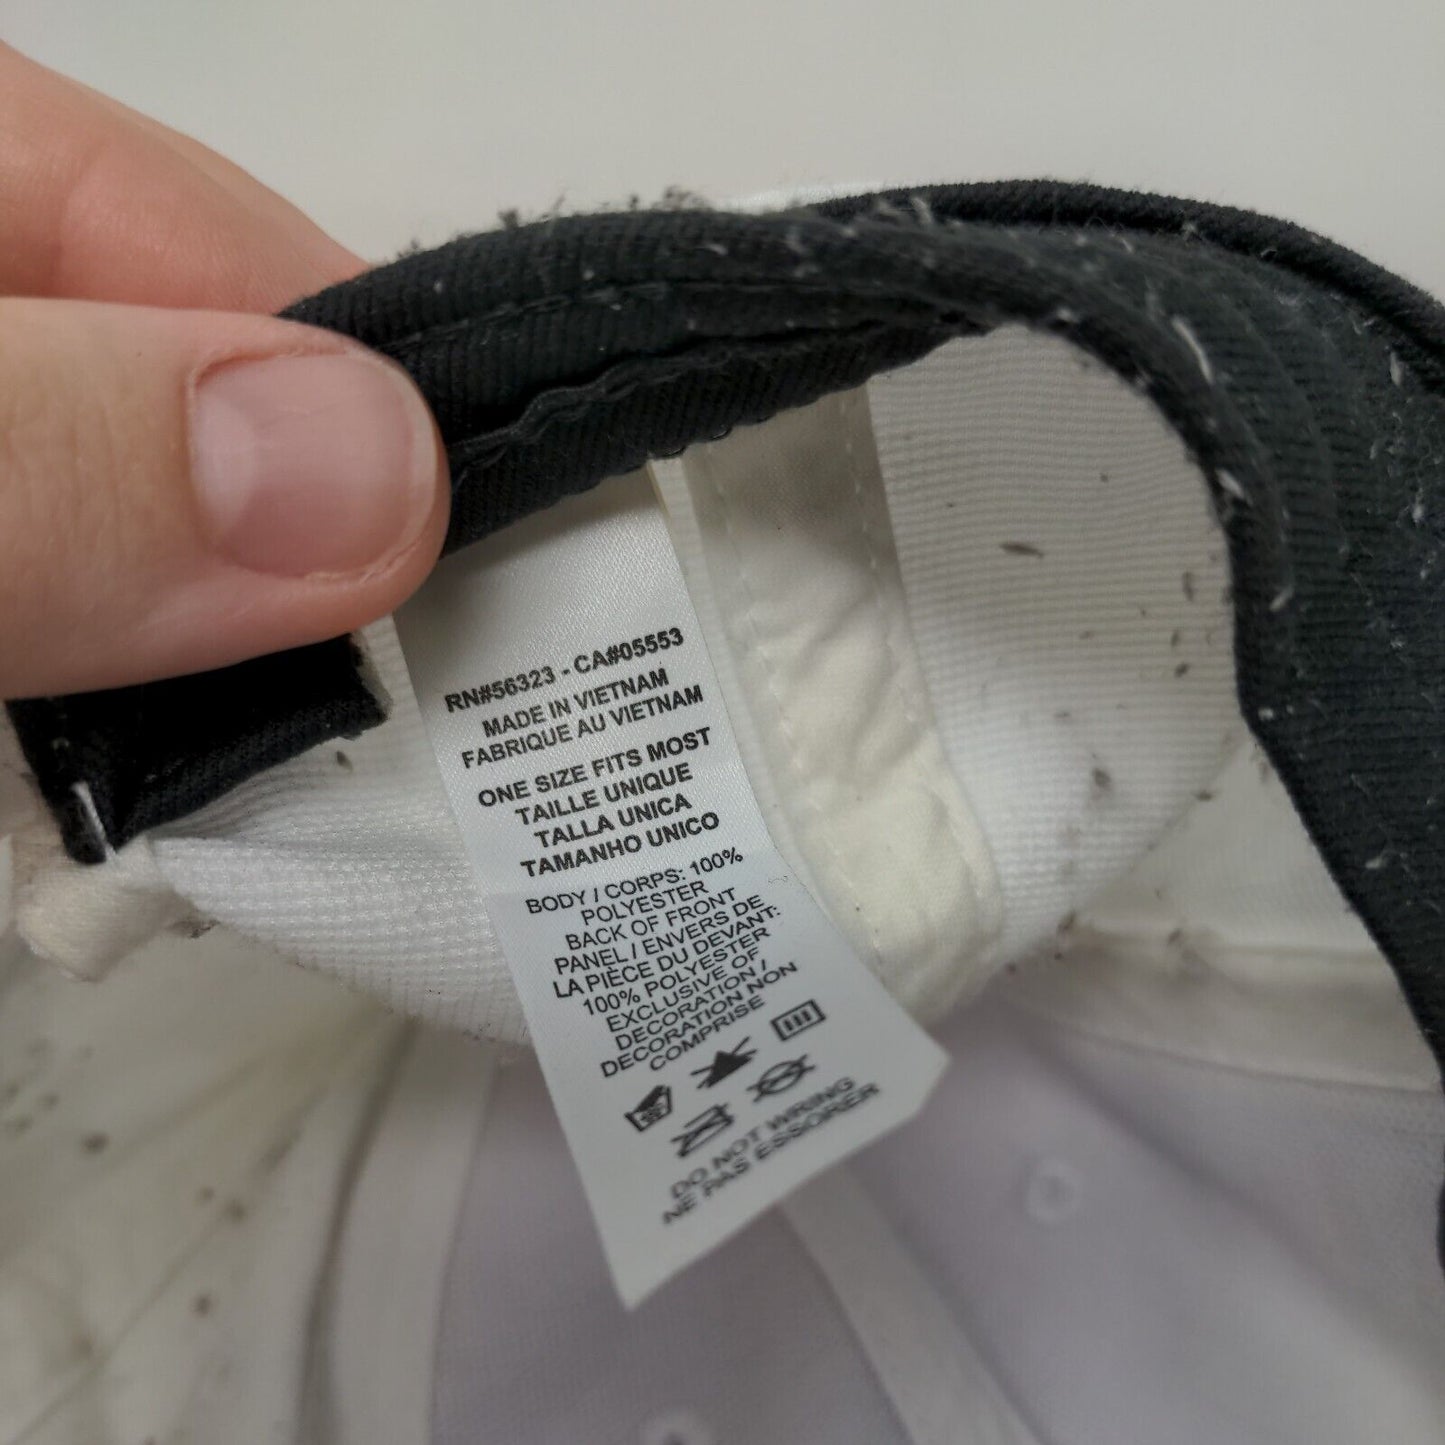 RN#56323 - CA#05553
MADE IN VIETNAM
FABRIQUE AU VIETNAM
ONE SIZE FITS MOST
TAILLE UNIQUE
TALLA UNICA
TAMANHO UNICO
BODY / CORPS: 100%
POLYESTER
BACK OF FRONT
PANEL / ENVERS DE
LA PIÈCE DU DEVANT:
100% POLYESTER
EXCLUSIVE OF
DECORATION /
DECORATION NON
COMPRISE
DO NOT WRING
NE PAS ESSORER